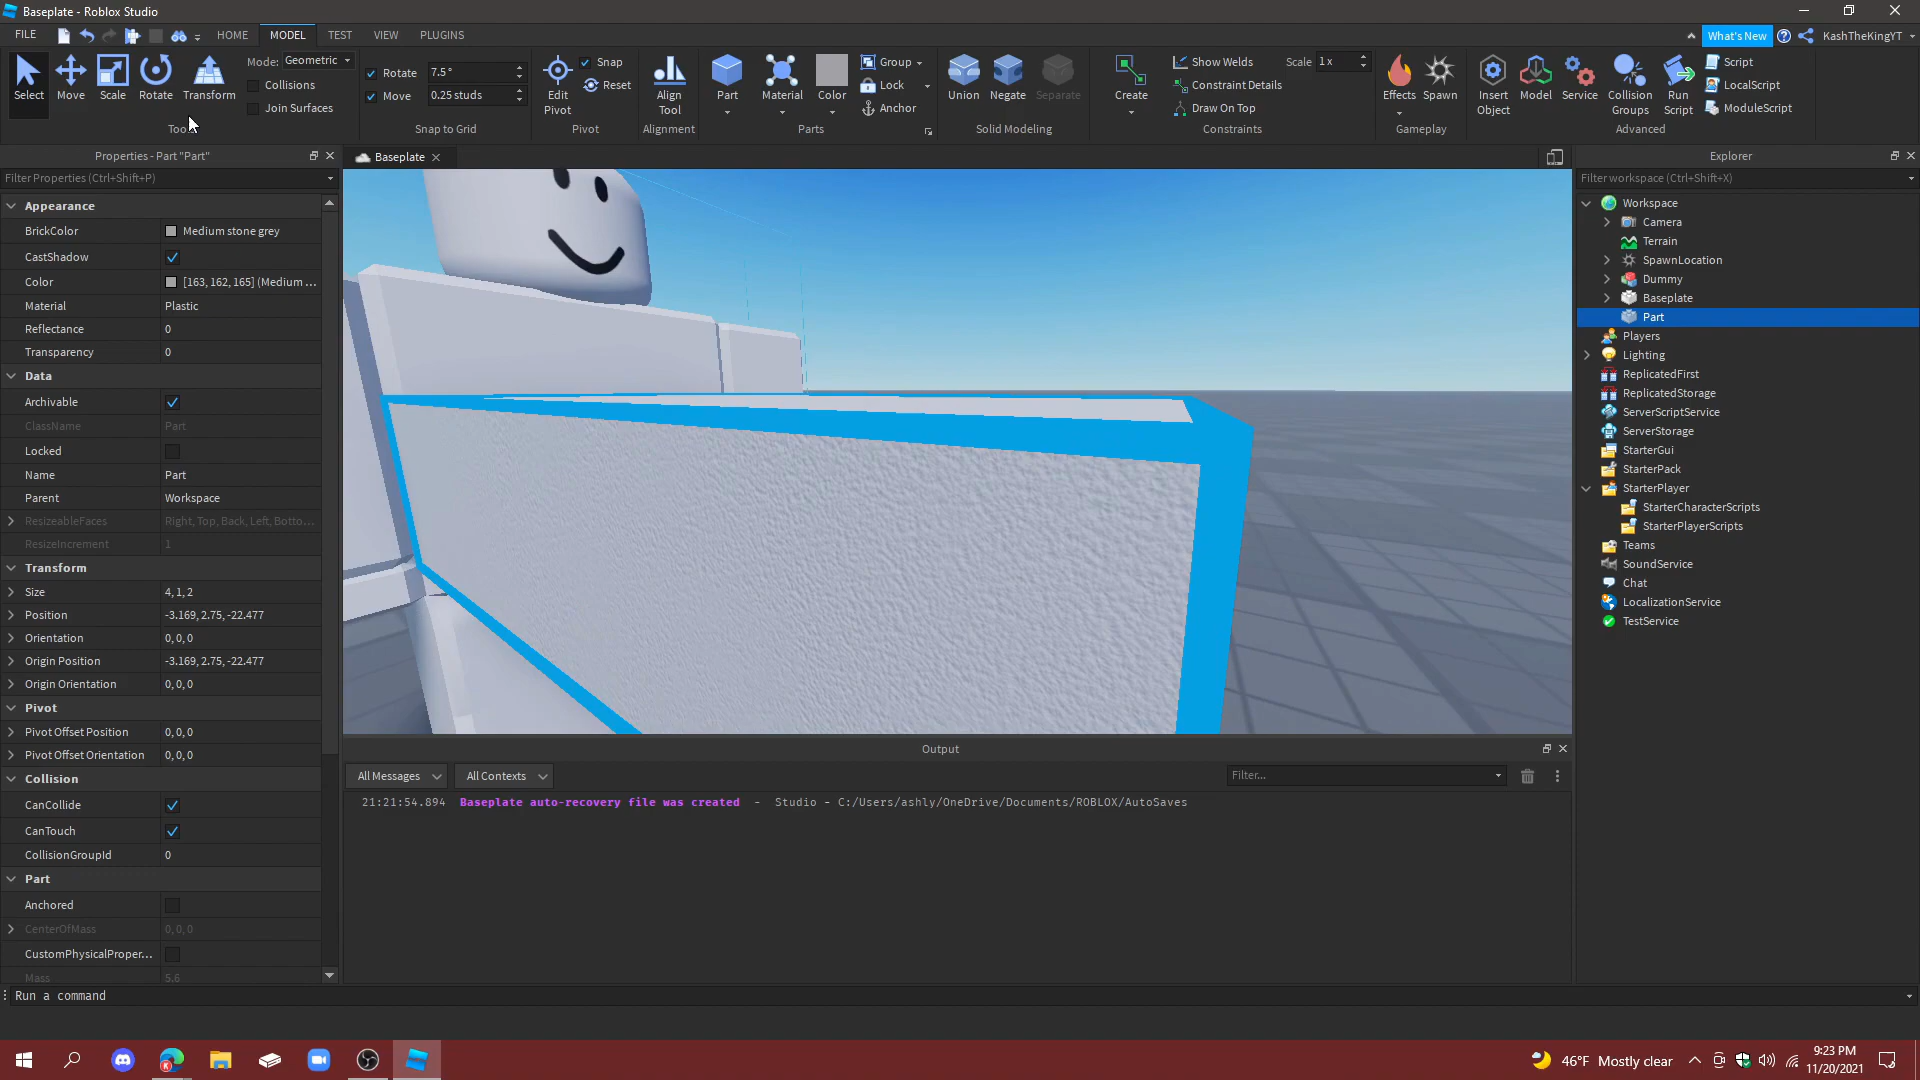 Baseplate - Roblox Studio
FILE HOME MODEL TEST VIEW PLUGINS What's New KashTheKingYT
Select Move Scale Rotate Transform
Mode: Geometric
Collisions
Join Surfaces
Rotate 7.5°
Move 0.25 studs
Snap to Grid
Edit Pivot
Snap
Reset
Pivot
Align Tool
Alignment
Part Material Color
Group
Lock
Anchor
Parts
Union Negate Separate
Solid Modeling
Create
Show Welds Scale 1 x
Constraint Details
Draw On Top
Constraints
Effects Spawn
Gameplay
Insert Object Model Service Collision Groups Run Script
Script
LocalScript
ModuleScript
Advanced
Properties - Part "Part"
Filter Properties (Ctrl+Shift+P)
Appearance
BrickColor Medium stone grey
CastShadow
Color [163, 162, 165] (Medium ...
Material Plastic
Reflectance 0
Transparency 0
Data
Archivable
ClassName Part
Locked
Name Part
Parent Workspace
ResizeableFaces Right, Top, Back, Left, Botto...
ResizeIncrement 1
Transform
Size 4, 1, 2
Position -3.169, 2.75, -22.477
Orientation 0, 0, 0
Origin Position -3.169, 2.75, -22.477
Origin Orientation 0, 0, 0
Pivot
Pivot Offset Position 0, 0, 0
Pivot Offset Orientation 0, 0, 0
Collision
CanCollide
CanTouch
CollisionGroupId 0
Part
Anchored
CenterOfMass 0, 0, 0
CustomPhysicalProper...
Mass 5.6
Baseplate
Output
All Messages All Contexts Filter...
21:21:54.894 Baseplate auto-recovery file was created - Studio - C:/Users/ashly/OneDrive/Documents/ROBLOX/AutoSaves
Explorer
Filter workspace (Ctrl+Shift+X)
Workspace
Camera
Terrain
SpawnLocation
Dummy
Baseplate
Part
Players
Lighting
ReplicatedFirst
ReplicatedStorage
ServerScriptService
ServerStorage
StarterGui
StarterPack
StarterPlayer
StarterCharacterScripts
StarterPlayerScripts
Teams
SoundService
Chat
LocalizationService
TestService
Run a command
46°F Mostly clear
9:23 PM
11/20/2021